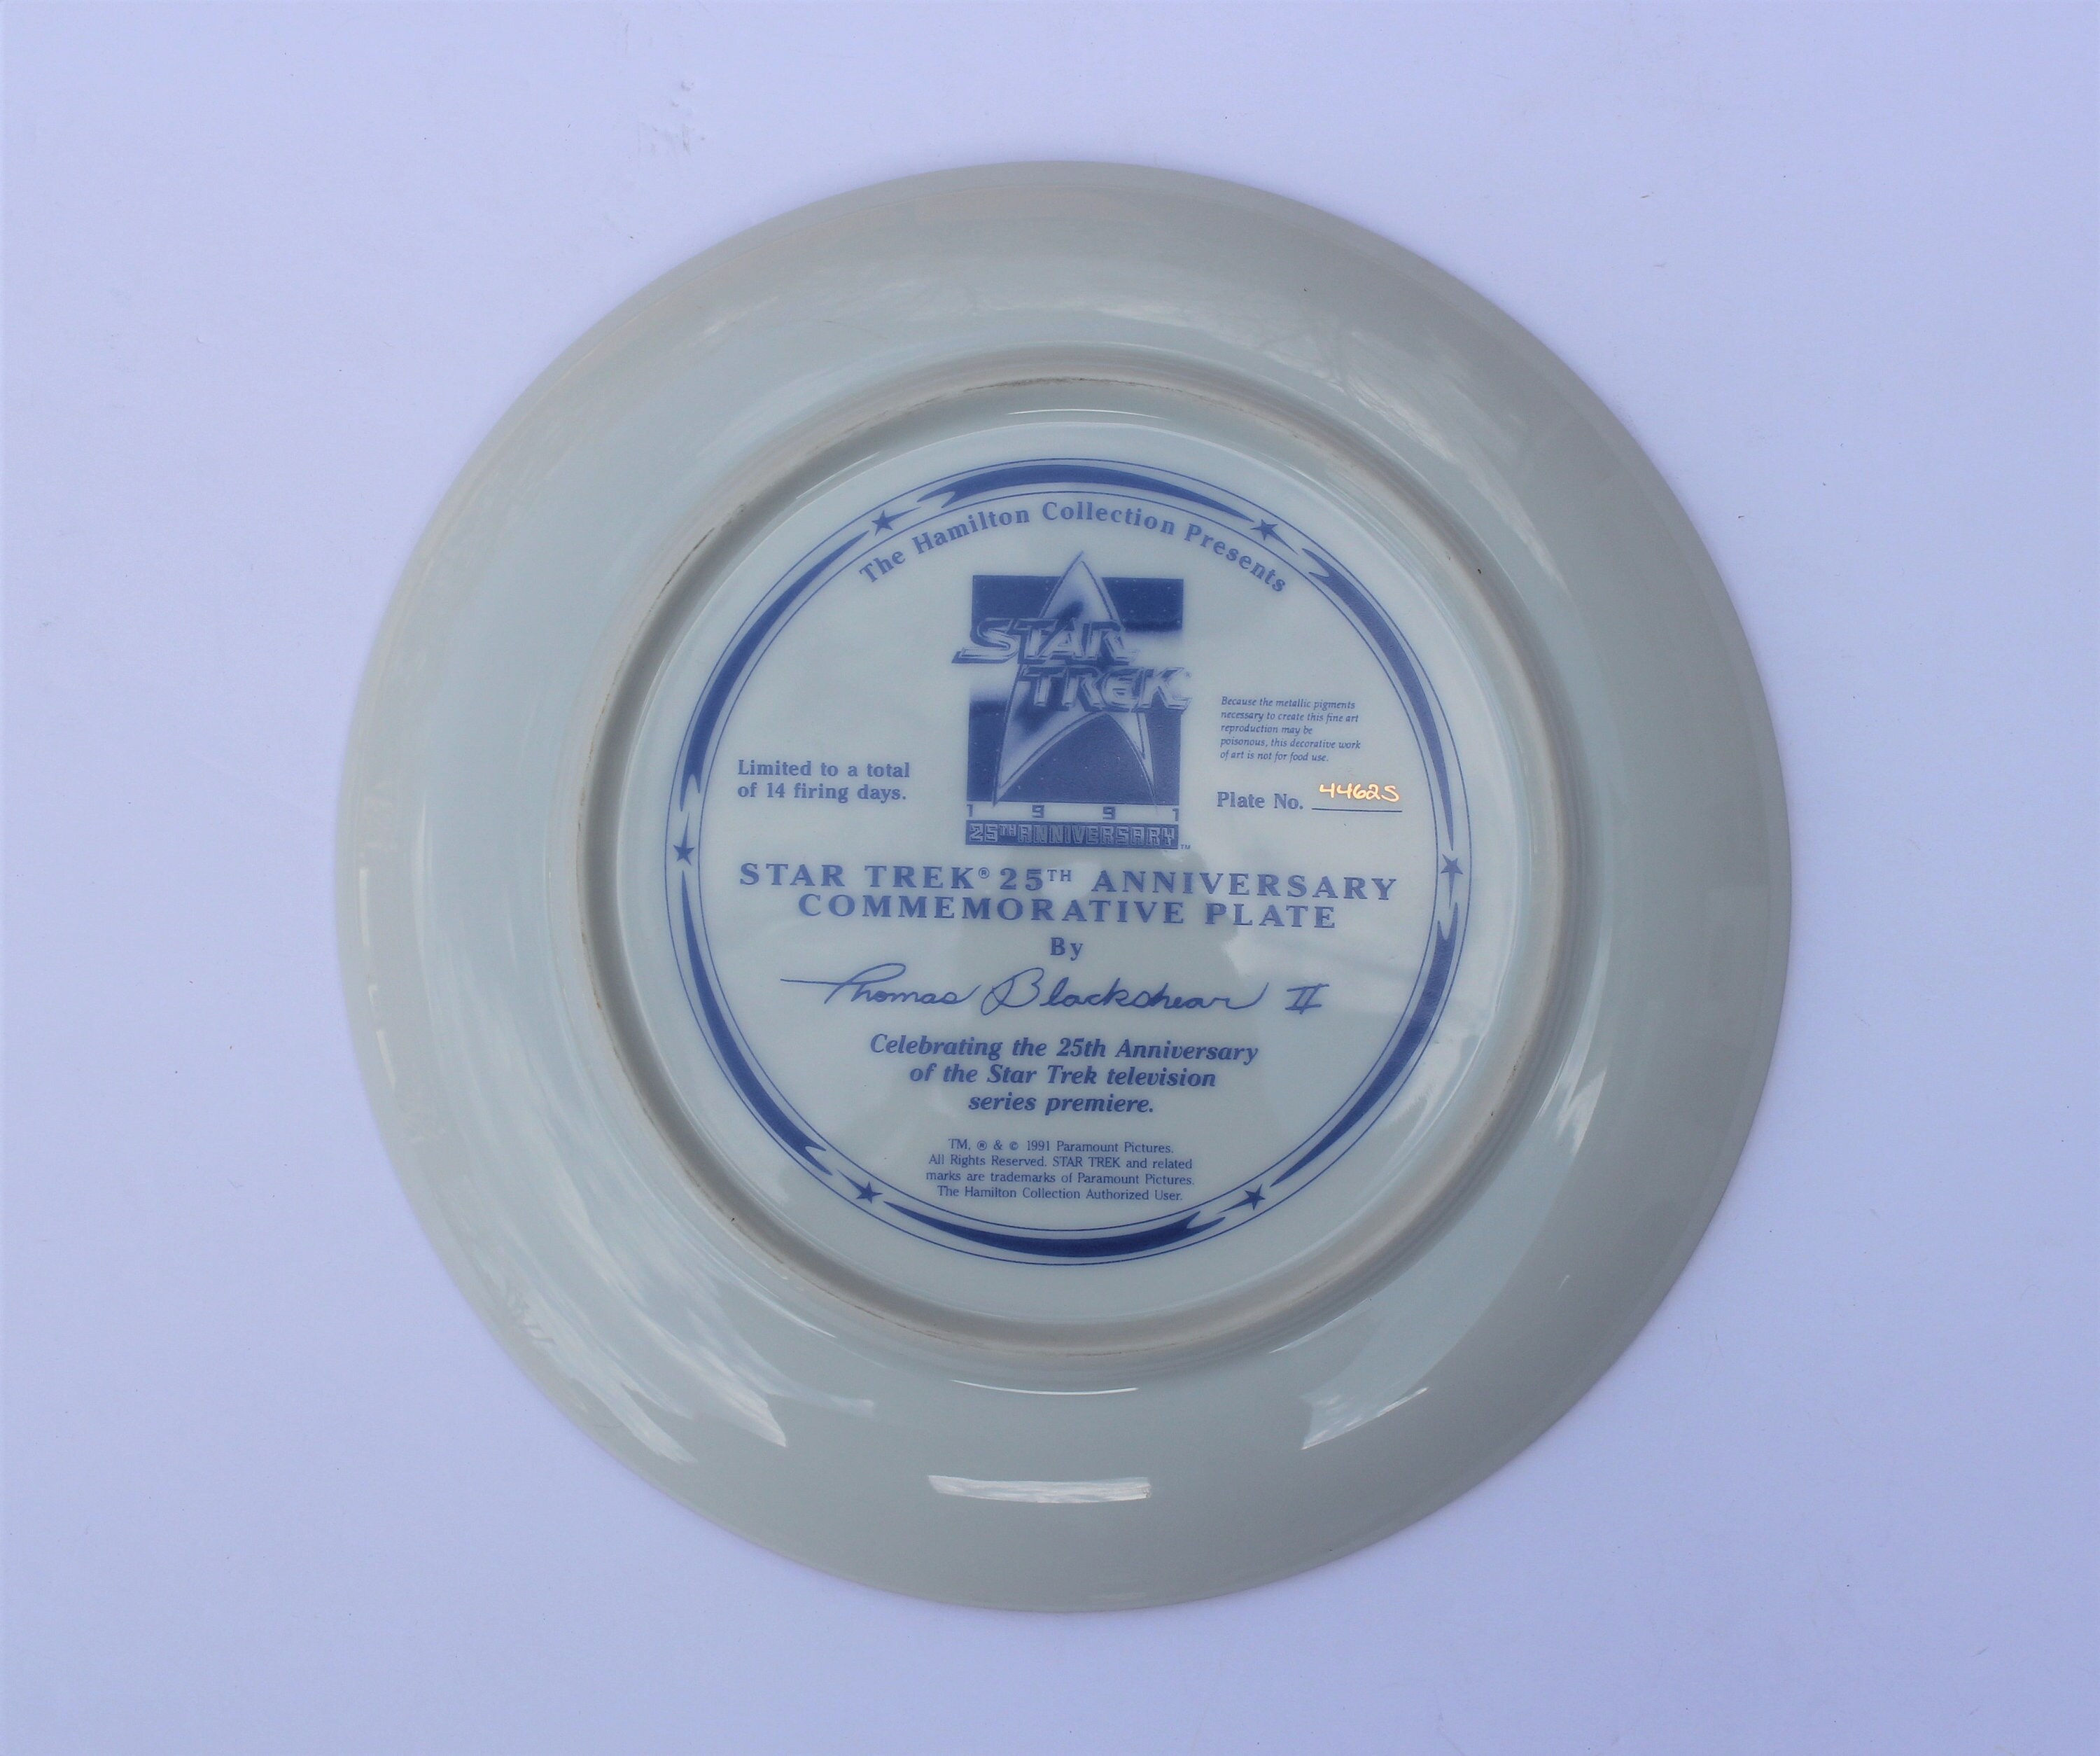 The Hamilton Collection Presents
STAR
TREK
1 9 9 1
25TH ANNIVERSARY™
Because the metallic pigments
necessary to create this fine art
reproduction may be
poisonous, this decorative work
of art is not for food use.
Limited to a total
of 14 firing days.
Plate No. 4462S
STAR TREK® 25TH ANNIVERSARY
COMMEMORATIVE PLATE
By
Thomas Blackshear II
Celebrating the 25th Anniversary
of the Star Trek television
series premiere.
TM, ® & © 1991 Paramount Pictures.
All Rights Reserved. STAR TREK and related
marks are trademarks of Paramount Pictures.
The Hamilton Collection Authorized User.